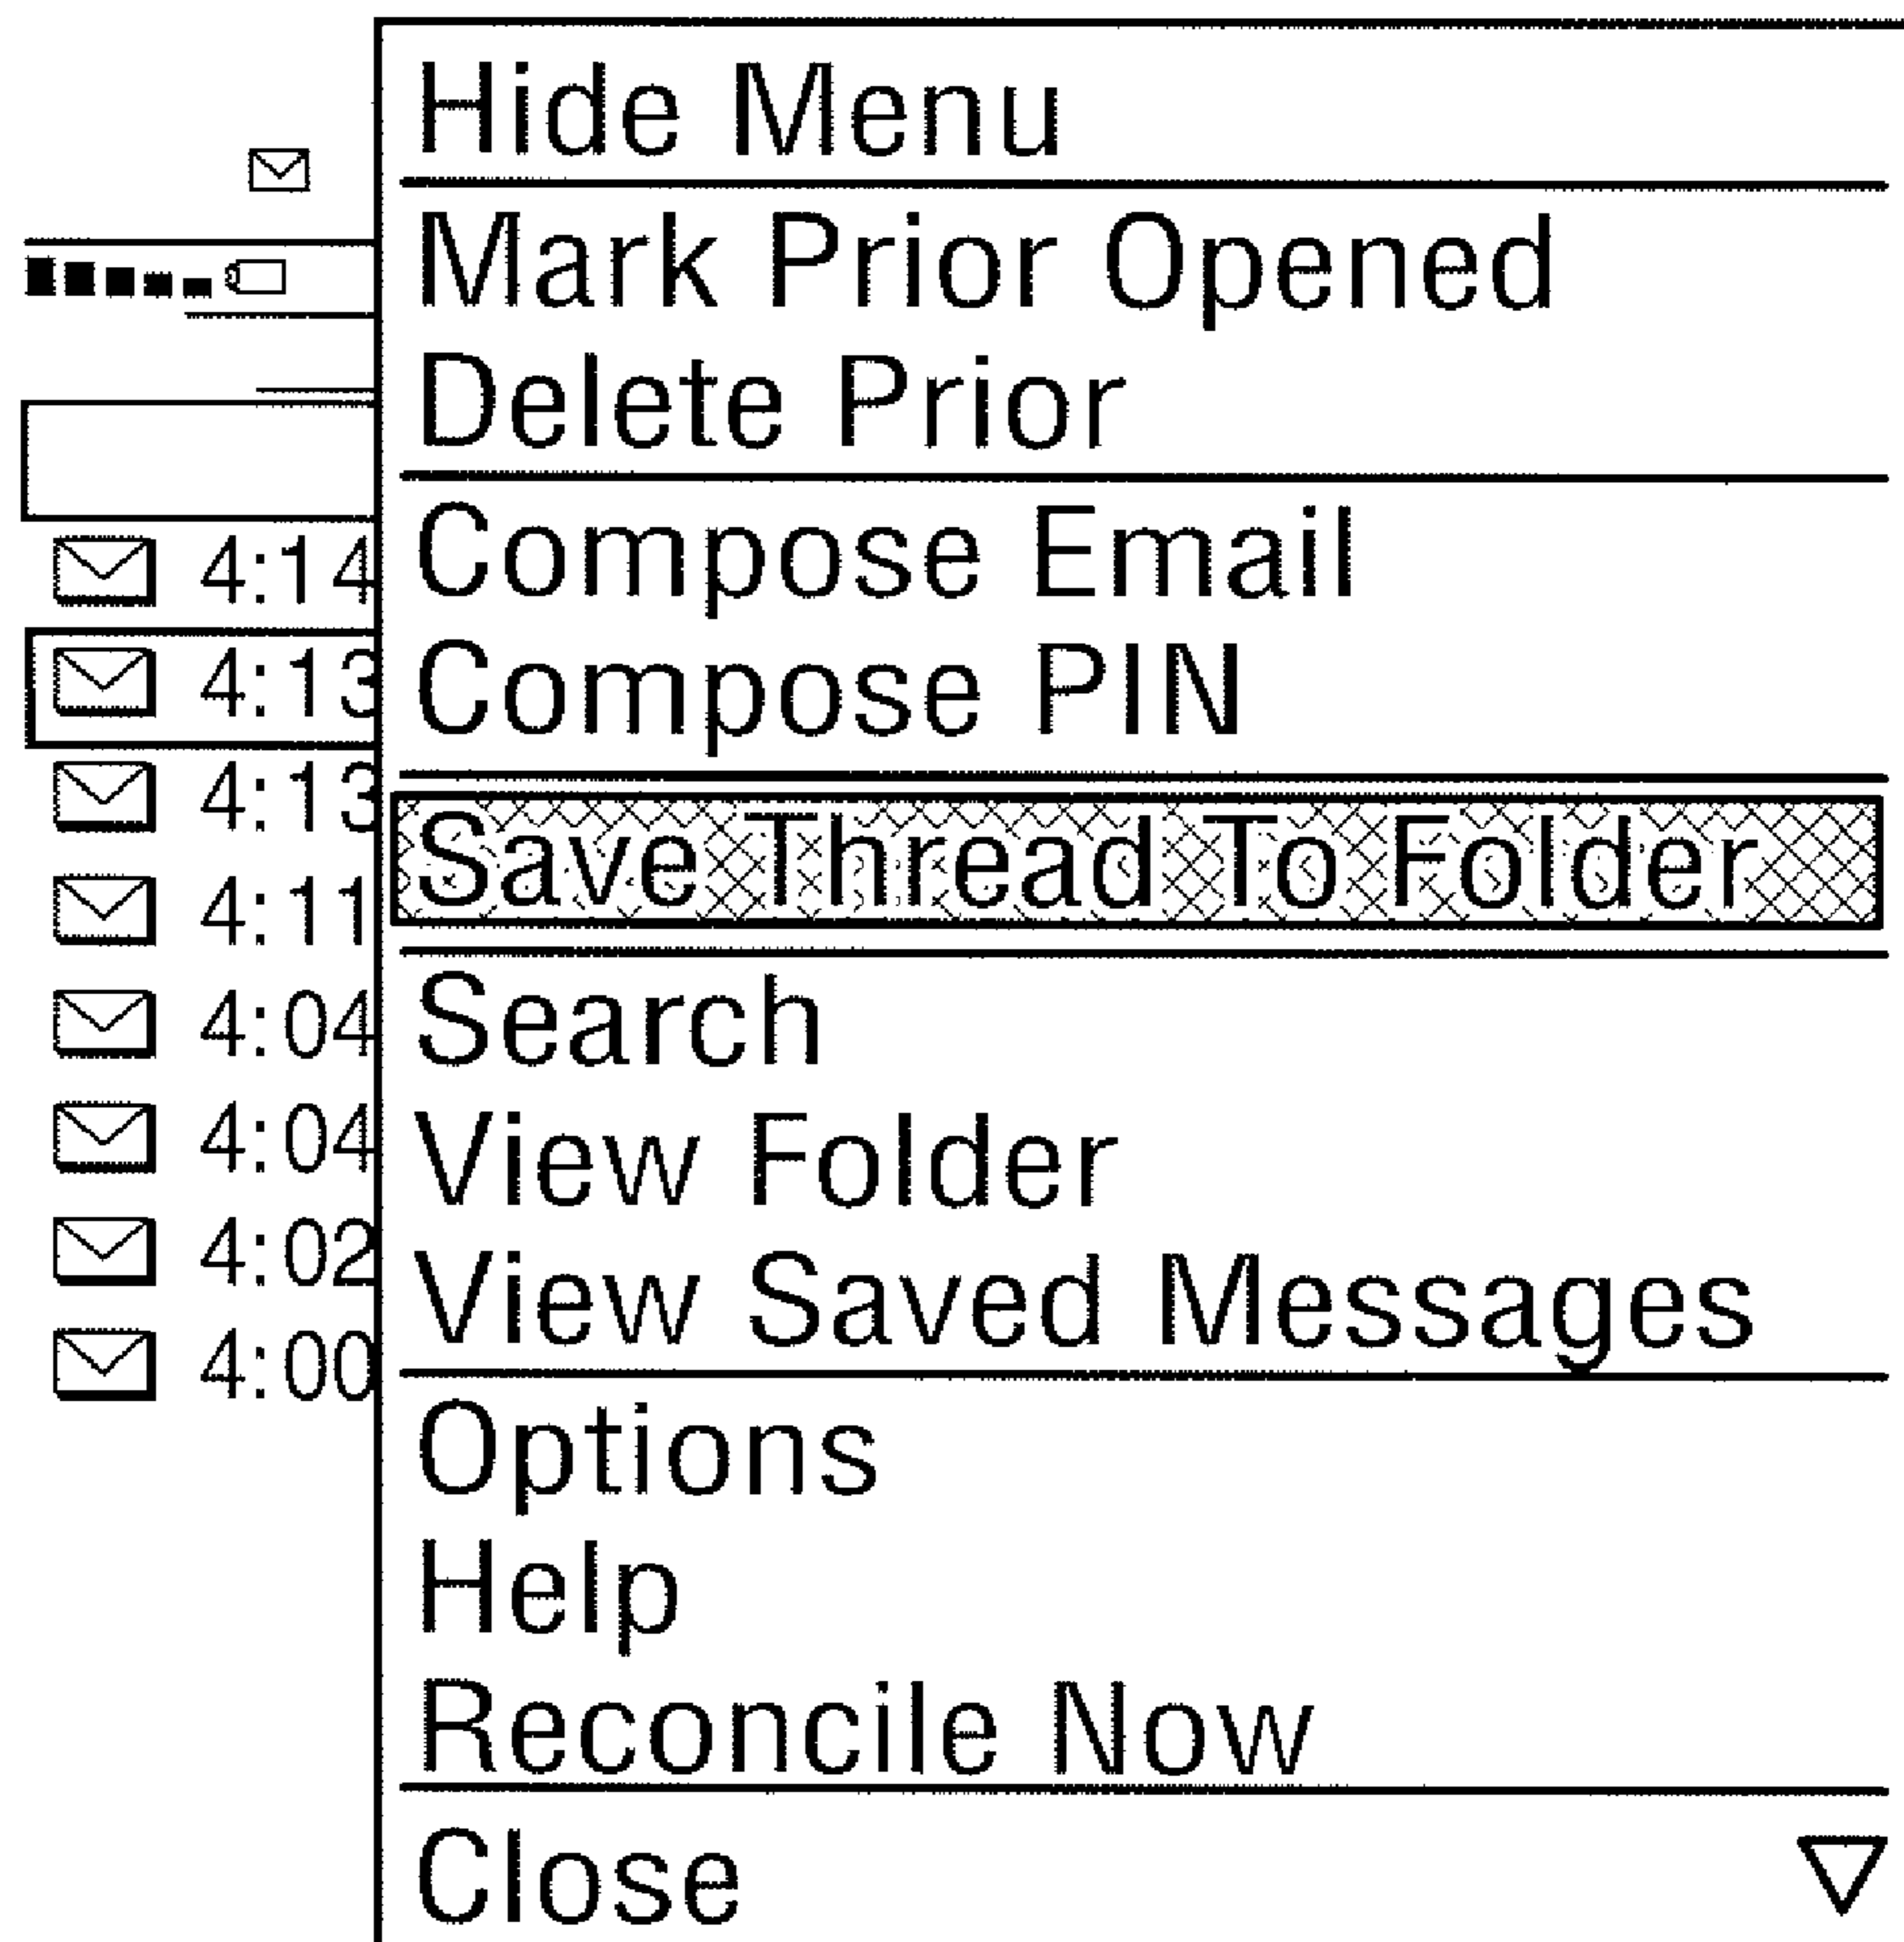 Hide Menu
Mark Prior Opened
Delete Prior
Compose Email
Compose PIN
Save Thread To Folder
Search
View Folder
View Saved Messages
Options
Help
Reconcile Now
Close
4:14
4:13
4:13
4:11
4:04
4:04
4:02
4:00